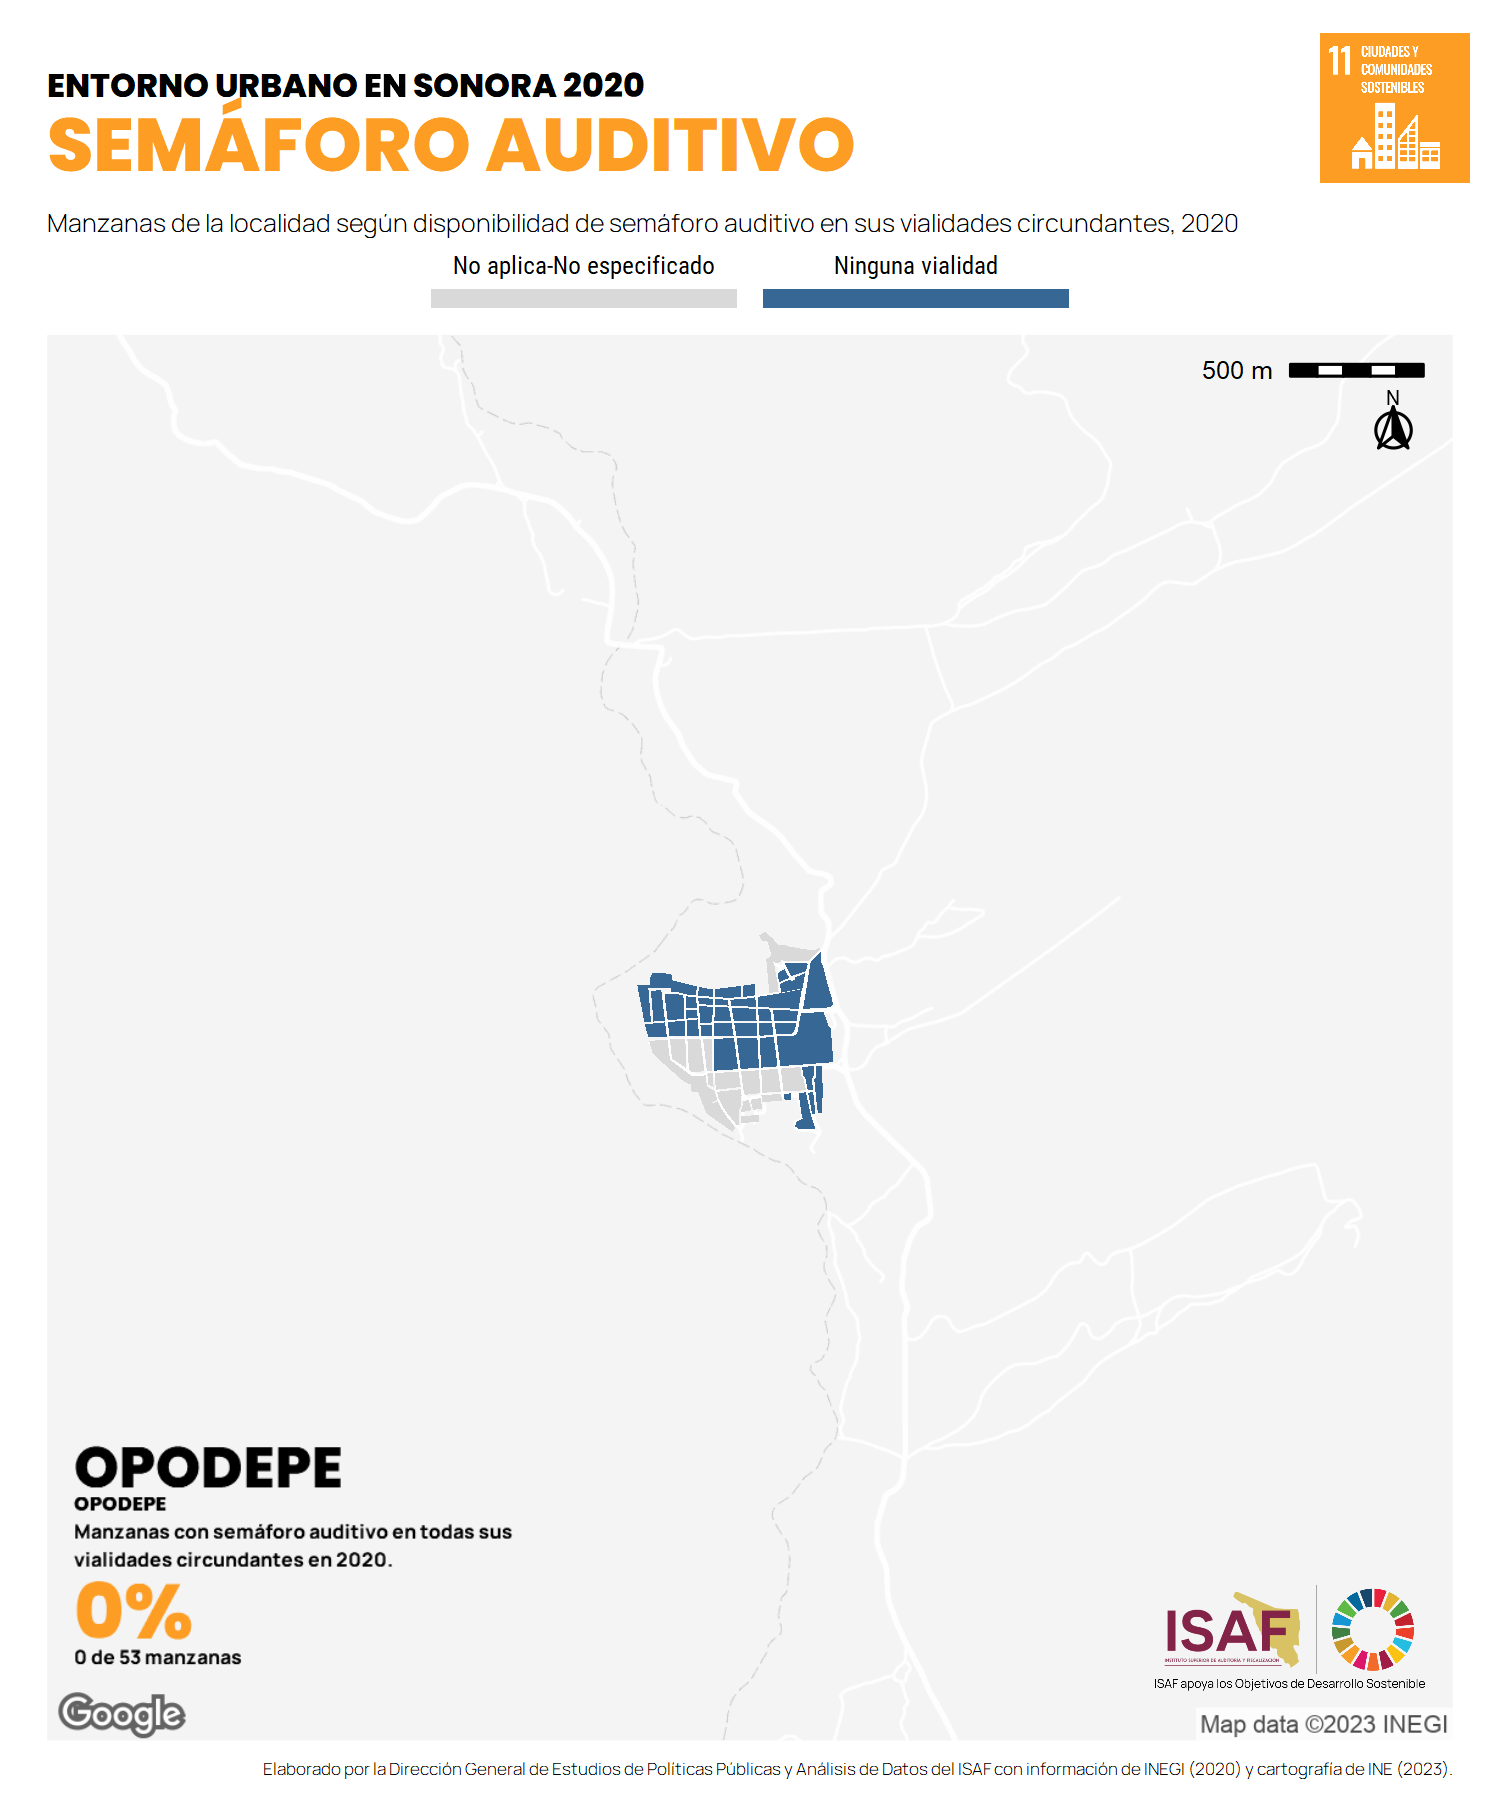 ENTORNO URBANO EN SONORA 2020
SEMÁFORO AUDITIVO
11 CIUDADES Y
COMUNIDADES
SOSTENIBLES
Manzanas de la localidad según disponibilidad de semáforo auditivo en sus vialidades circundantes, 2020
No aplica-No especificado
Ninguna vialidad
500 m
N
OPODEPE
OPODEPE
Manzanas con semáforo auditivo en todas sus
vialidades circundantes en 2020.
0%
0 de 53 manzanas
Google
ISAF
INSTITUTO SUPERIOR DE AUDITORÍA Y FISCALIZACIÓN
ISAF apoya los Objetivos de Desarrollo Sostenible
Map data ©2023 INEGI
Elaborado por la Dirección General de Estudios de Políticas Públicas y Análisis de Datos del ISAF con información de INEGI (2020) y cartografía de INE (2023).